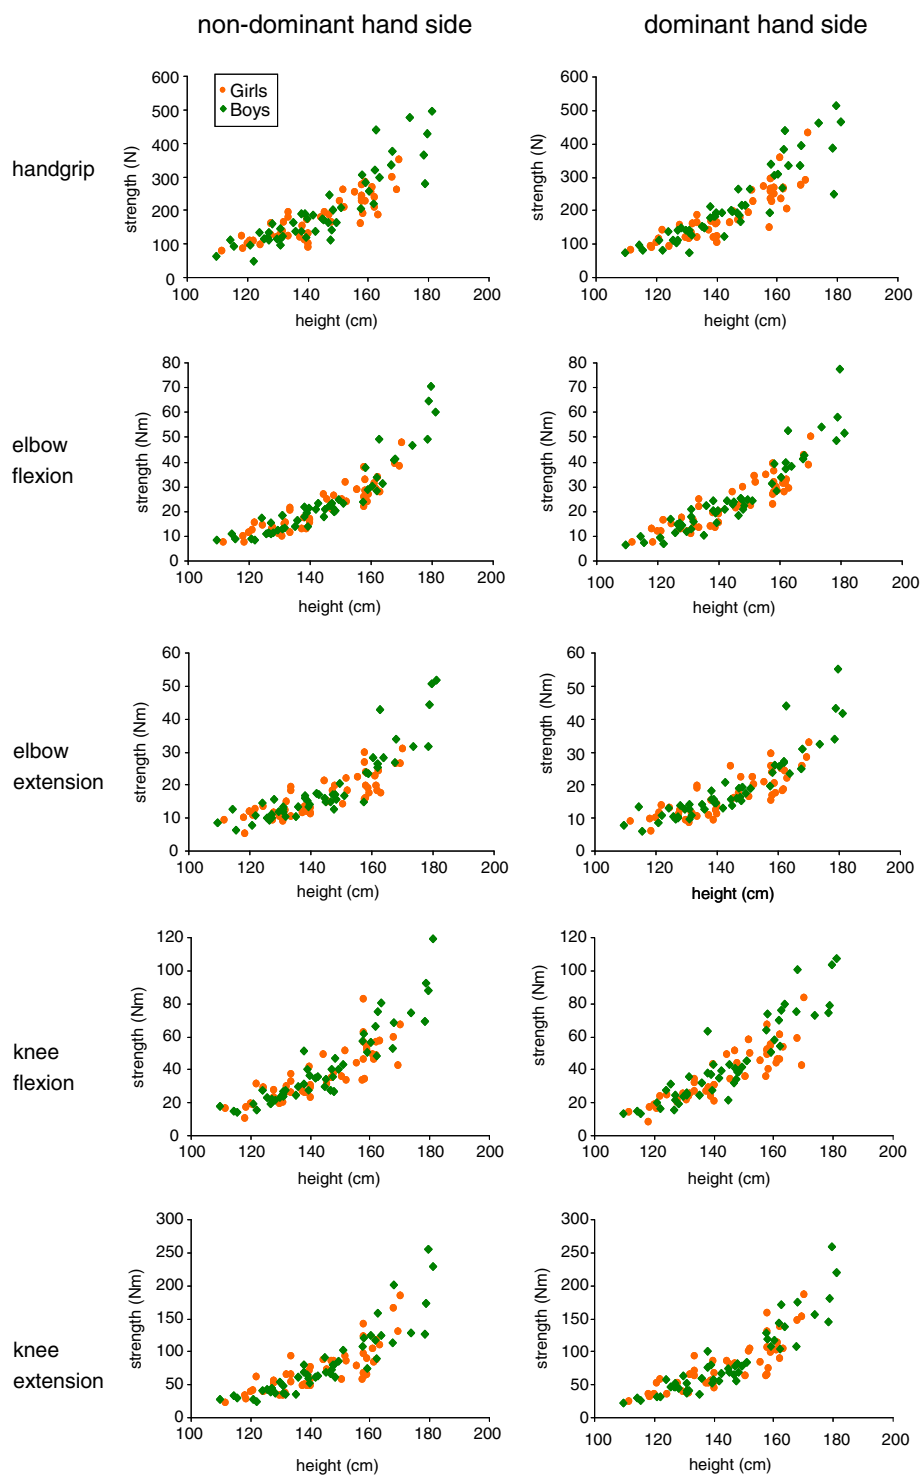 non-dominant hand side
dominant hand side
handgrip
strength (N)
600
500
400
300
200
100
0
Girls
Boys
100 120 140 160 180 200
height (cm)
strength (N)
600
500
400
300
200
100
0
100 120 140 160 180 200
height (cm)
elbow
flexion
strength (Nm)
80
70
60
50
40
30
20
10
0
100 120 140 160 180 200
height (cm)
strength (Nm)
80
70
60
50
40
30
20
10
0
100 120 140 160 180 200
height (cm)
elbow
extension
strength (Nm)
60
50
40
30
20
10
0
100 120 140 160 180 200
height (cm)
strength (Nm)
60
50
40
30
20
10
0
100 120 140 160 180 200
height (cm)
knee
flexion
strength (Nm)
120
100
80
60
40
20
0
100 120 140 160 180 200
height (cm)
strength (Nm)
120
100
80
60
40
20
0
100 120 140 160 180 200
height (cm)
knee
extension
strength (Nm)
300
250
200
150
100
50
0
100 120 140 160 180 200
height (cm)
strength (Nm)
300
250
200
150
100
50
0
100 120 140 160 180 200
height (cm)